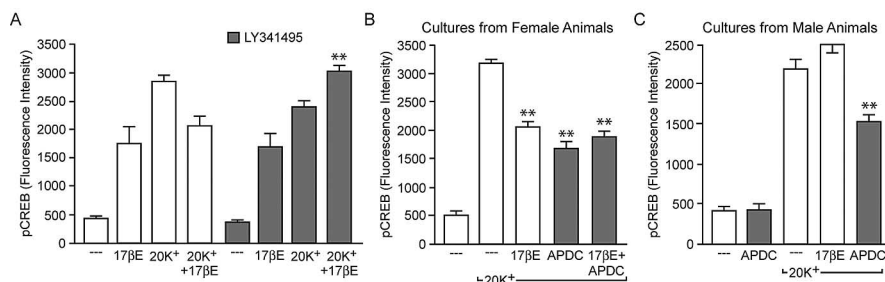 A
LY341495
pCREB (Fluorescence Intensity)
3500
3000
2500
2000
1500
1000
500
0
**
--- 17βE 20K⁺ 20K⁺ --- 17βE 20K⁺ 20K⁺
+17βE +17βE
B
Cultures from Female Animals
pCREB (Fluorescence Intensity)
3500
3000
2500
2000
1500
1000
500
0
** ** **
--- --- 17βE APDC 17βE+
APDC
20K⁺
C
Cultures from Male Animals
pCREB (Fluorescence Intensity)
2500
2000
1500
1000
500
0
**
--- APDC --- 17βE APDC
20K⁺